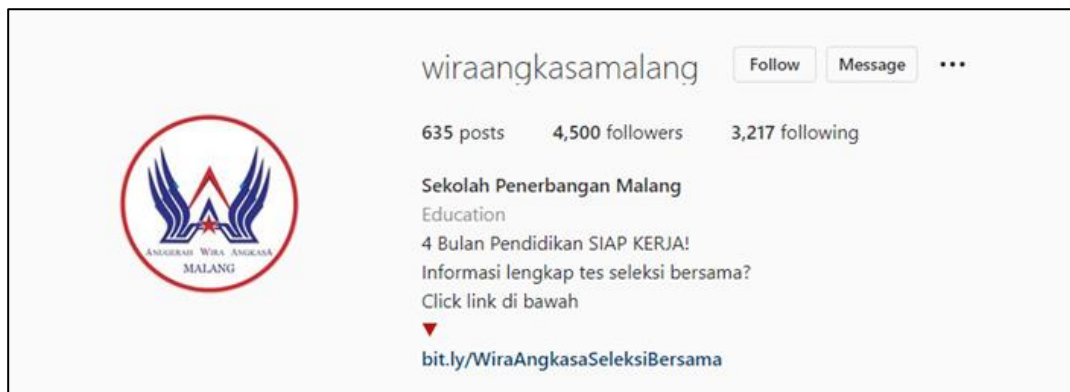 wiraangkasamalang Follow Message •••
635 posts 4,500 followers 3,217 following
Sekolah Penerbangan Malang
Education
4 Bulan Pendidikan SIAP KERJA!
Informasi lengkap tes seleksi bersama?
Click link di bawah
▼
bit.ly/WiraAngkasaSeleksiBersama
ANUGERAH WIRA ANGKASA
MALANG